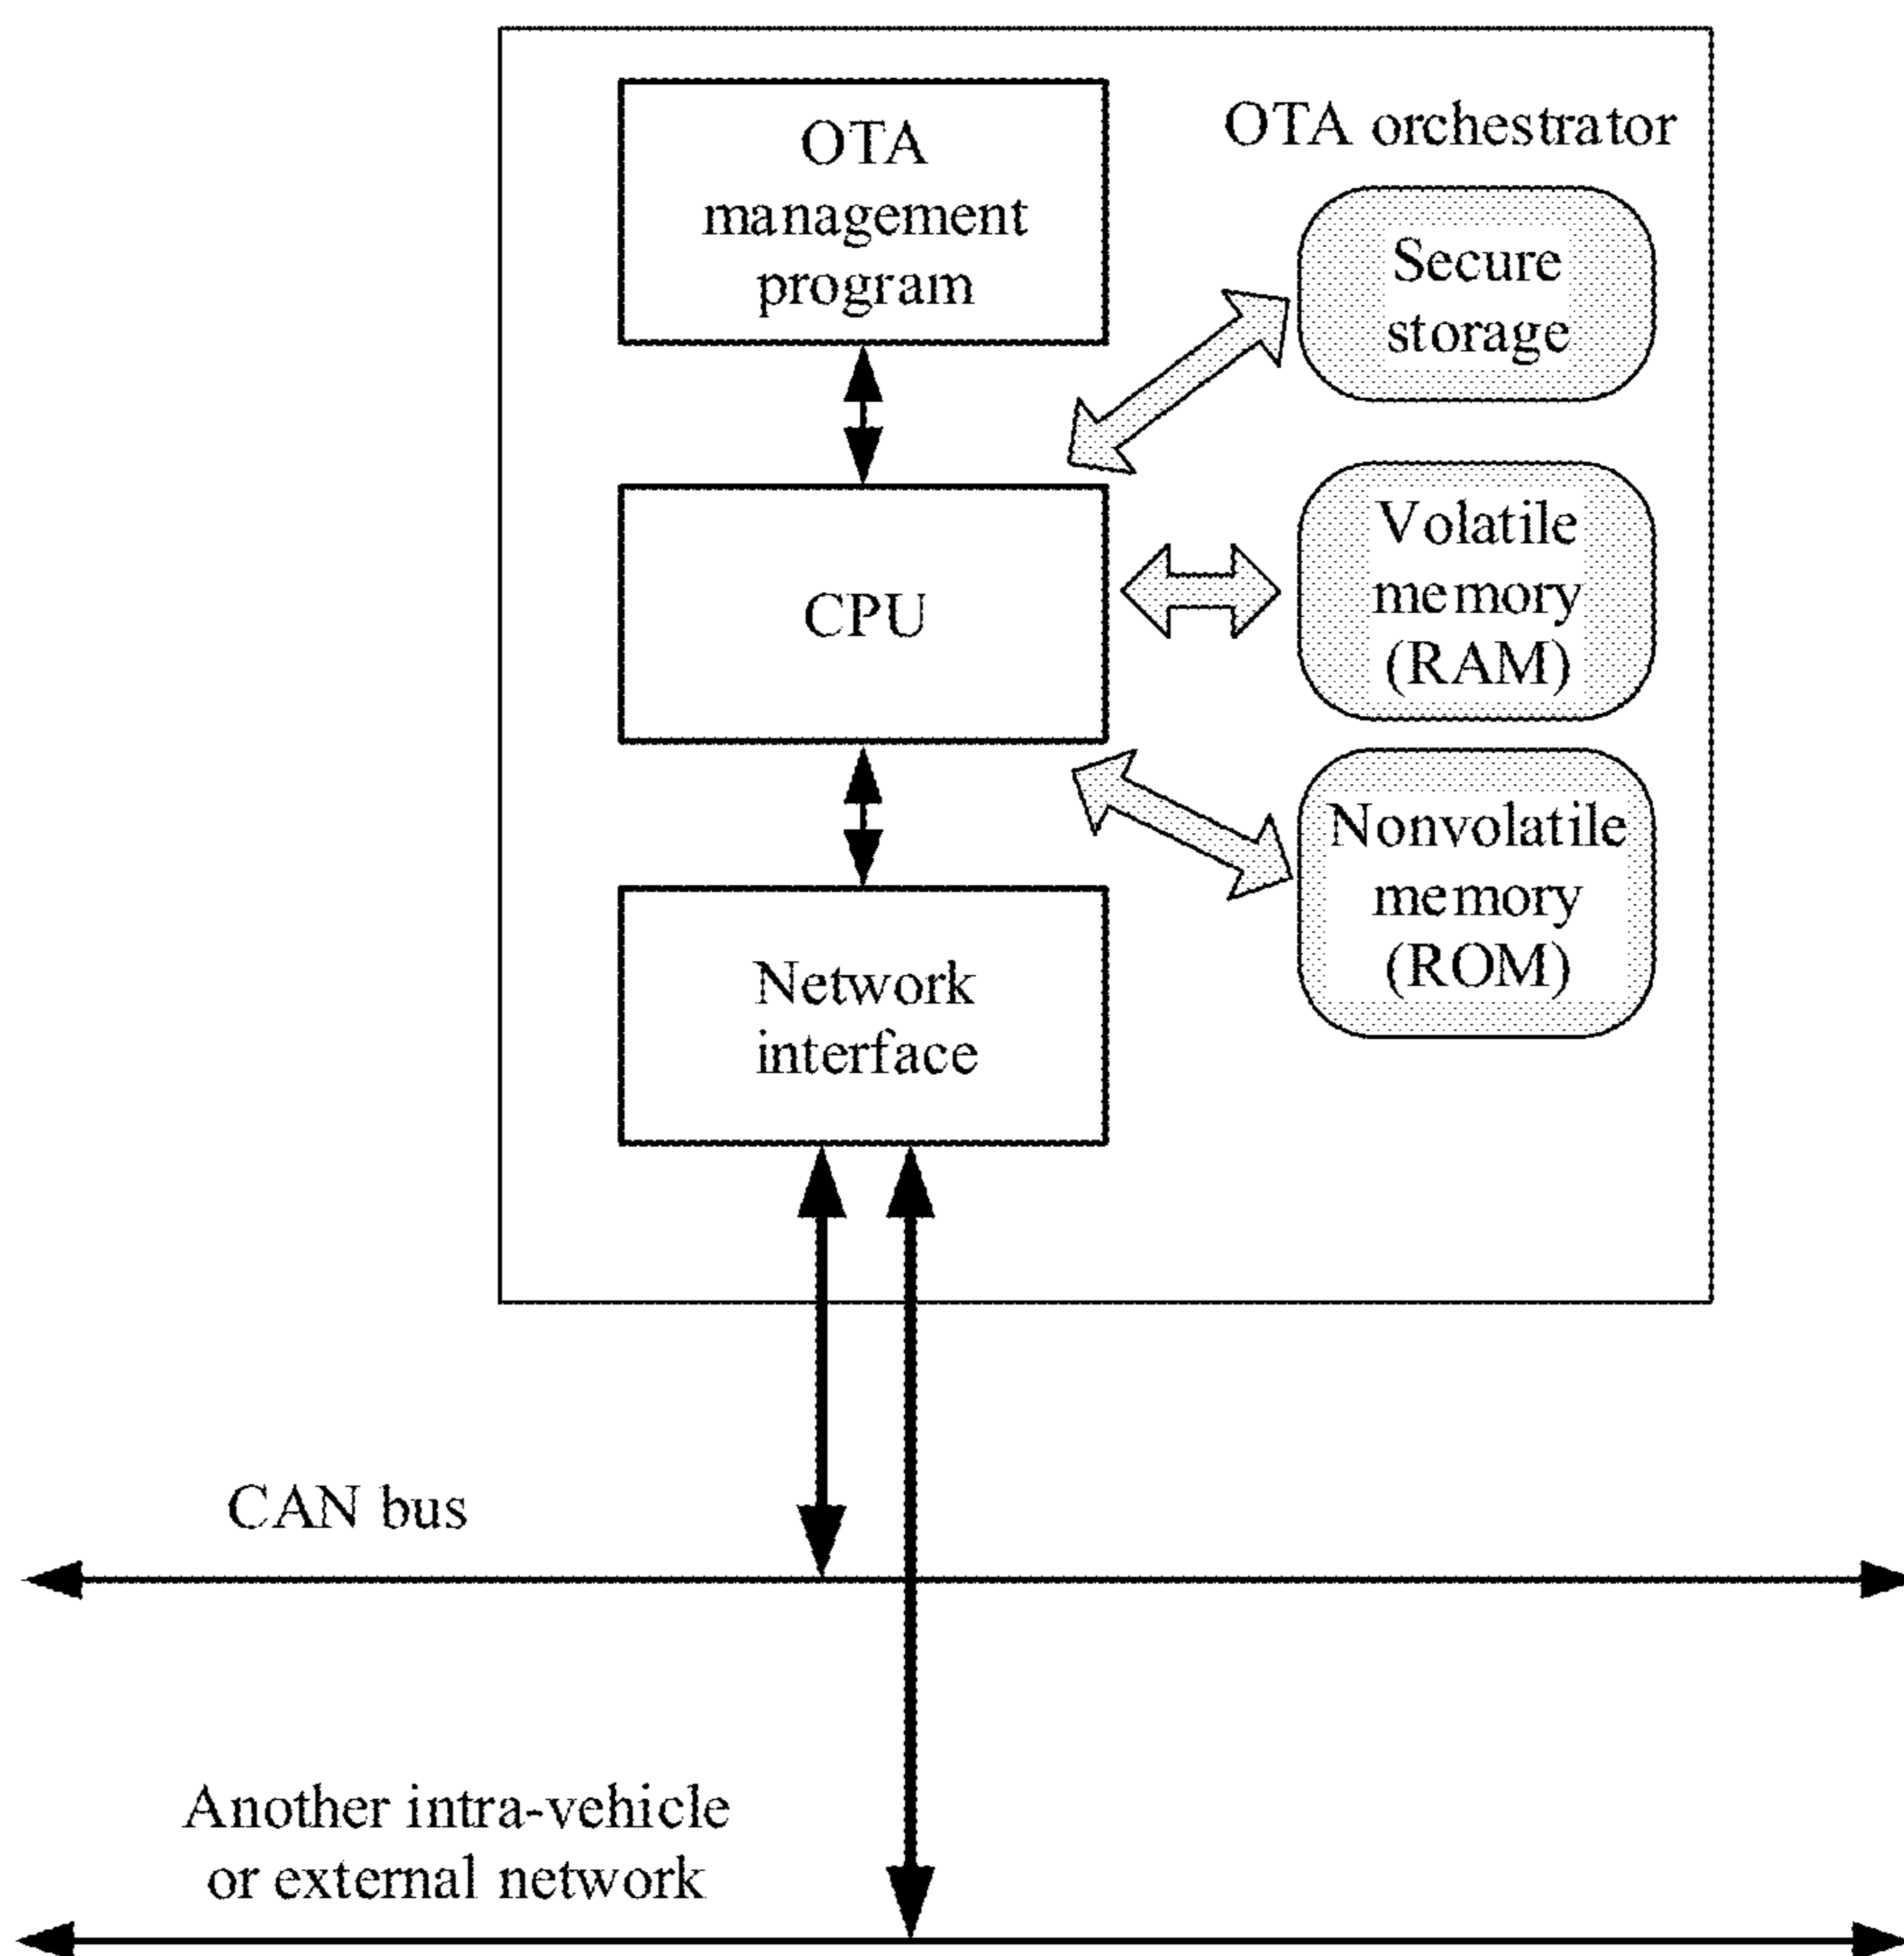 OTA
management
program
OTA orchestrator
Secure
storage
CPU
Volatile
memory
(RAM)
Nonvolatile
memory
(ROM)
Network
interface
CAN bus
Another intra-vehicle
or external network